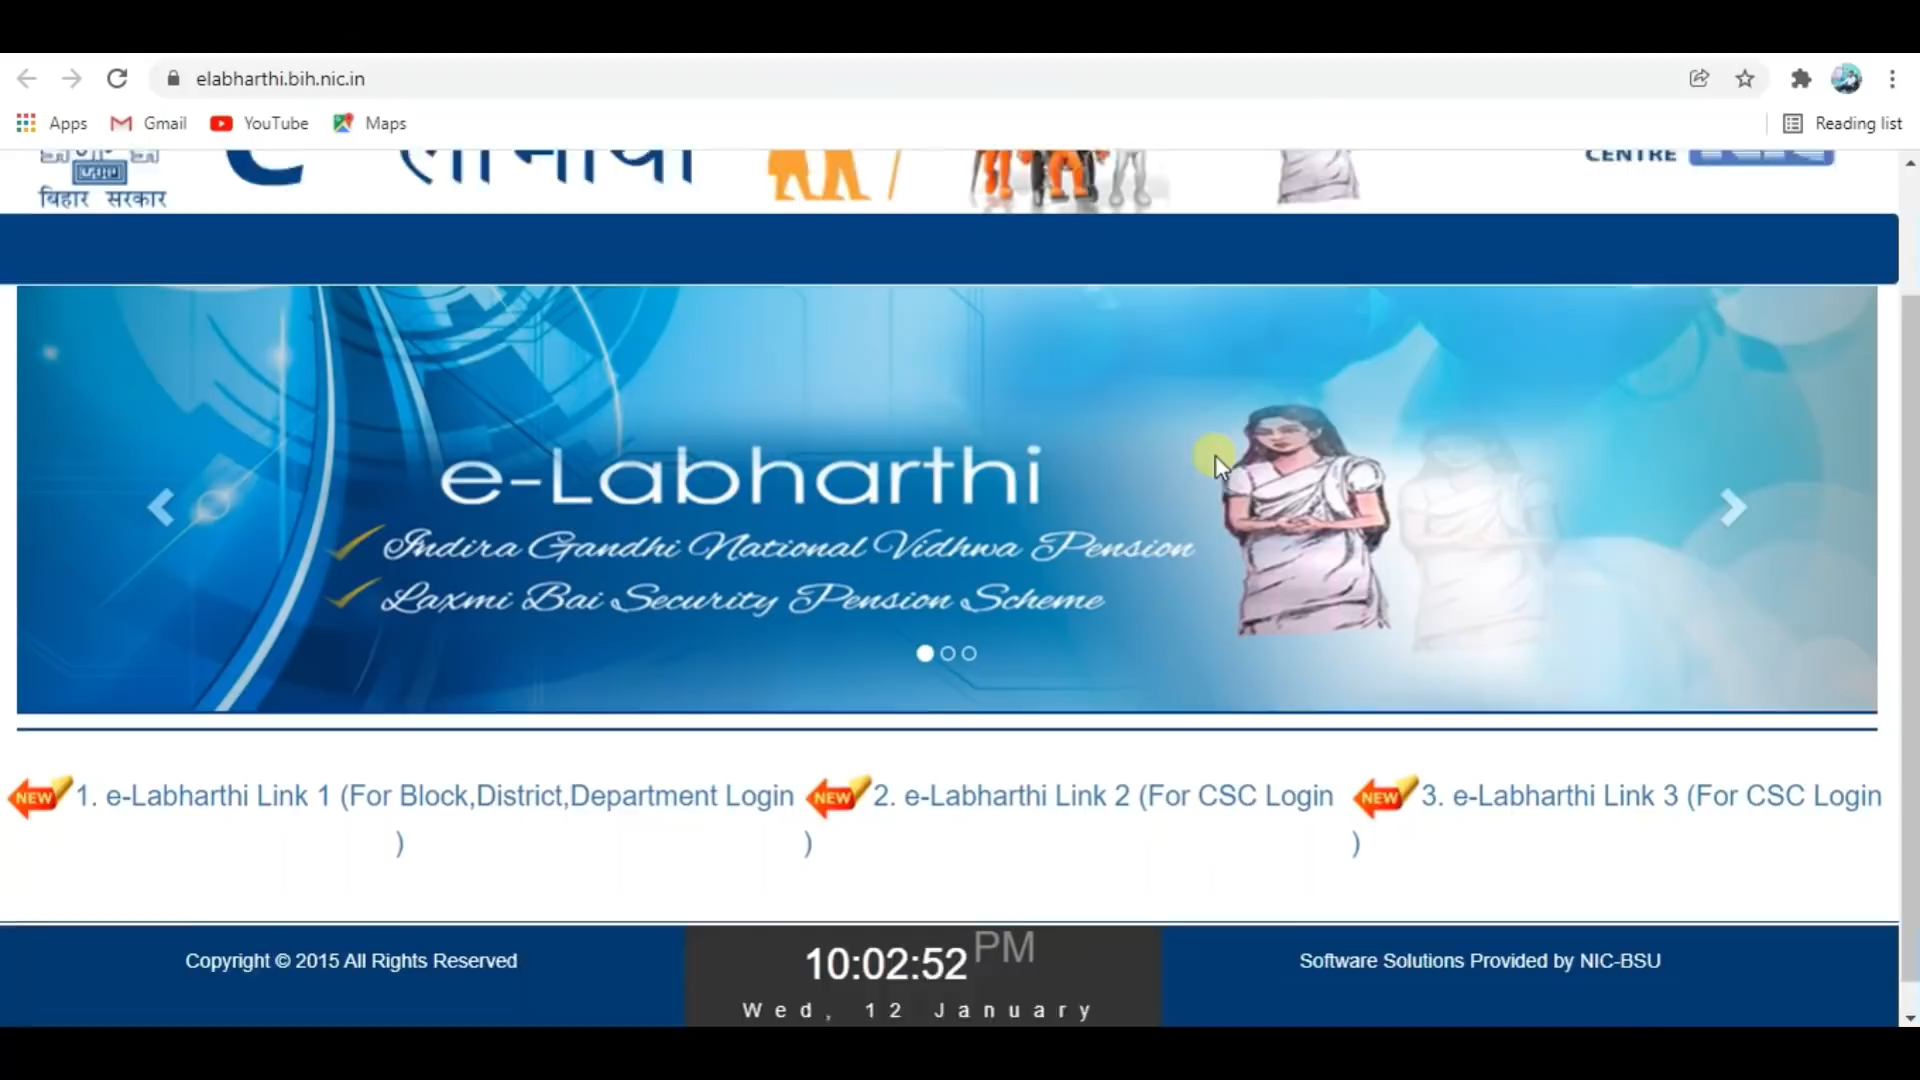 elabharthi.bih.nic.in
Apps Gmail YouTube Maps Reading list
बिहार सरकार
CENTRE
e-Labharthi
Indira Gandhi National Vidhwa Pension
Laxmi Bai Security Pension Scheme
NEW 1. e-Labharthi Link 1 (For Block,District,Department Login
)
NEW 2. e-Labharthi Link 2 (For CSC Login
)
NEW 3. e-Labharthi Link 3 (For CSC Login
)
Copyright © 2015 All Rights Reserved
10:02:52 PM
Wed, 12 January
Software Solutions Provided by NIC-BSU